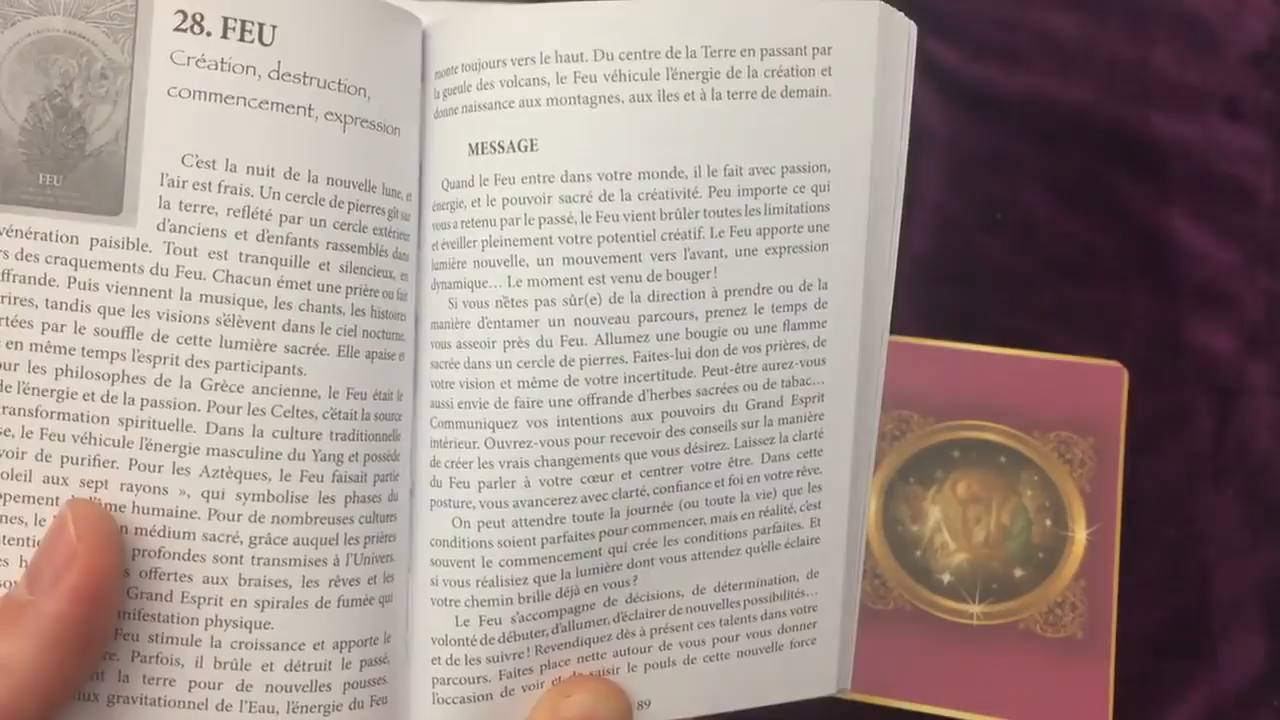 28. FEU
Création, destruction,
commencement, expression
FEU
C'est la nuit de la nouvelle lune, et
l'air est frais. Un cercle de pierres gît sur
la terre, reflété par un cercle extérieur
d'anciens et d'enfants rassemblés dans
vénération paisible. Tout est tranquille et silencieux, en
s des craquements du Feu. Chacun émet une prière ou fait
ffrande. Puis viennent la musique, les chants, les histoires
rires, tandis que les visions s'élèvent dans le ciel nocturne,
rtées par le souffle de cette lumière sacrée. Elle apaise et
en même temps l'esprit des participants.
ur les philosophes de la Grèce ancienne, le Feu était le
de l'énergie et de la passion. Pour les Celtes, c'était la source
transformation spirituelle. Dans la culture traditionnelle
se, le Feu véhicule l'énergie masculine du Yang et possède
voir de purifier. Pour les Aztèques, le Feu faisait partie
oleil aux sept rayons », qui symbolise les phases du
ppement me humaine. Pour de nombreuses cultures
nes, le n médium sacré, grâce auquel les prières
profondes sont transmises à l'Univers.
s offertes aux braises, les rêves et les
Grand Esprit en spirales de fumée qui
anifestation physique.
Feu stimule la croissance et apporte le
re. Parfois, il brûle et détruit le passé,
nt la terre pour de nouvelles pousses.
ux gravitationnel de l'Eau, l'énergie du Feu
monte toujours vers le haut. Du centre de la Terre en passant par
la gueule des volcans, le Feu véhicule l'énergie de la création et
donne naissance aux montagnes, aux îles et à la terre de demain.
MESSAGE
Quand le Feu entre dans votre monde, il le fait avec passion,
énergie, et le pouvoir sacré de la créativité. Peu importe ce qui
vous a retenu par le passé, le Feu vient brûler toutes les limitations
et éveiller pleinement votre potentiel créatif. Le Feu apporte une
lumière nouvelle, un mouvement vers l'avant, une expression
dynamique… Le moment est venu de bouger !
Si vous n'êtes pas sûr(e) de la direction à prendre ou de la
manière d'entamer un nouveau parcours, prenez le temps de
vous asseoir près du Feu. Allumez une bougie ou une flamme
sacrée dans un cercle de pierres. Faites-lui don de vos prières, de
votre vision et même de votre incertitude. Peut-être aurez-vous
aussi envie de faire une offrande d'herbes sacrées ou de tabac…
Communiquez vos intentions aux pouvoirs du Grand Esprit
intérieur. Ouvrez-vous pour recevoir des conseils sur la manière
de créer les vrais changements que vous désirez. Laissez la clarté
du Feu parler à votre cœur et centrer votre être. Dans cette
posture, vous avancerez avec clarté, confiance et foi en votre rêve.
On peut attendre toute la journée (ou toute la vie) que les
conditions soient parfaites pour commencer, mais en réalité, c'est
souvent le commencement qui crée les conditions parfaites. Et
si vous réalisiez que la lumière dont vous attendez qu'elle éclaire
votre chemin brille déjà en vous ?
Le Feu s'accompagne de décisions, de détermination, de
volonté de débuter, d'allumer, d'éclairer de nouvelles possibilités…
et de les suivre ! Revendiquez dès à présent ces talents dans votre
parcours. Faites place nette autour de vous pour vous donner
l'occasion de voir et de saisir le pouls de cette nouvelle force
89